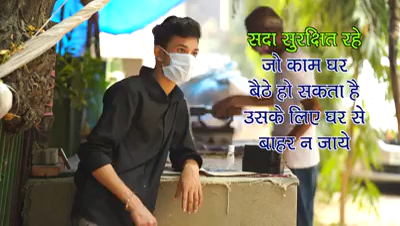 सदा सुरक्षित रहे
जो काम घर
बैठे हो सकता है
उसके लिए घर से
बाहर न जाये